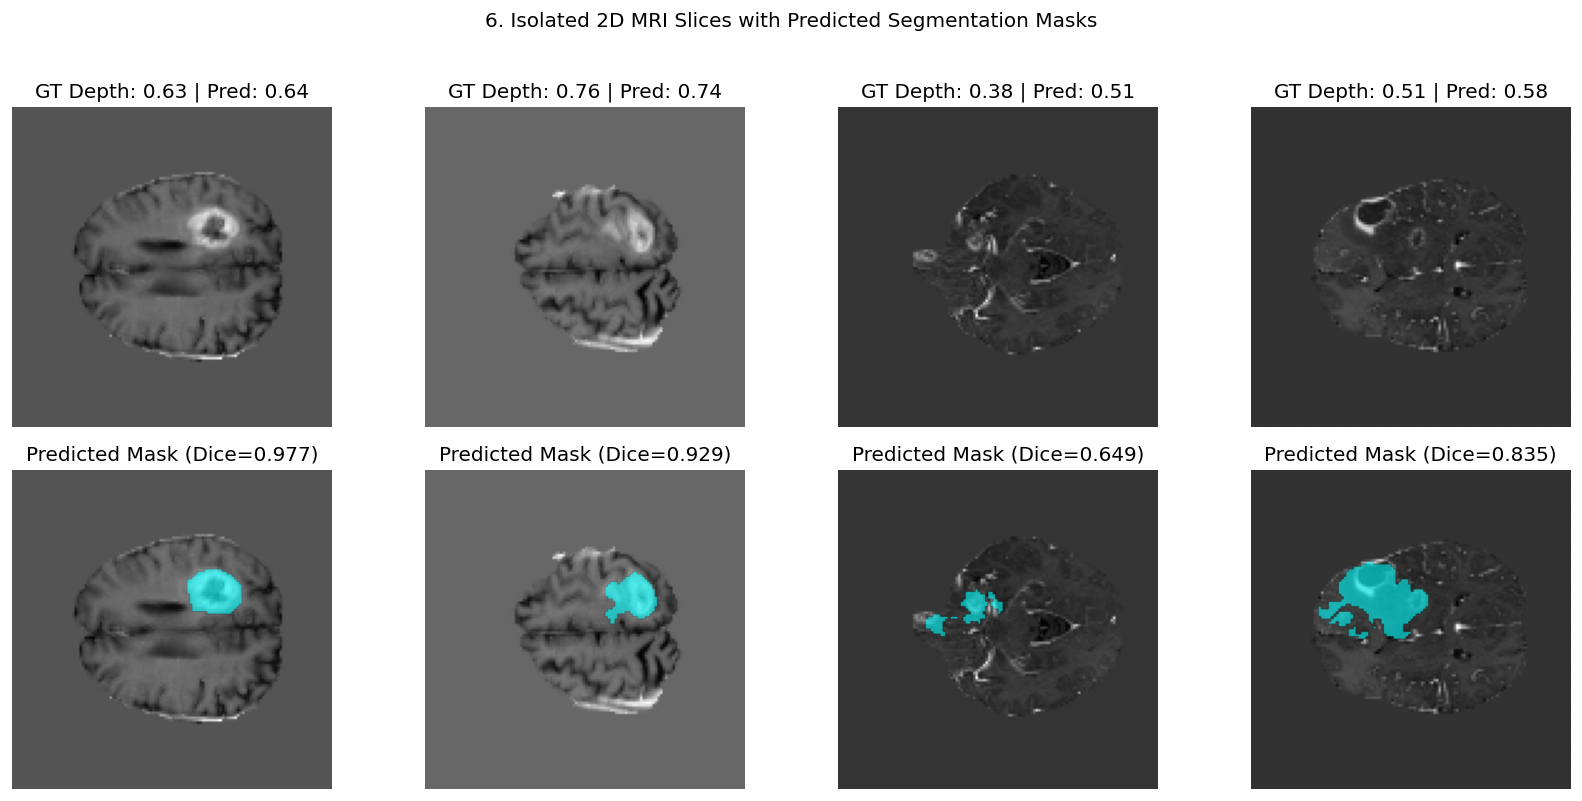 6. Isolated 2D MRI Slices with Predicted Segmentation Masks
GT Depth: 0.63 | Pred: 0.64
GT Depth: 0.76 | Pred: 0.74
GT Depth: 0.38 | Pred: 0.51
GT Depth: 0.51 | Pred: 0.58
Predicted Mask (Dice=0.977)
Predicted Mask (Dice=0.929)
Predicted Mask (Dice=0.649)
Predicted Mask (Dice=0.835)